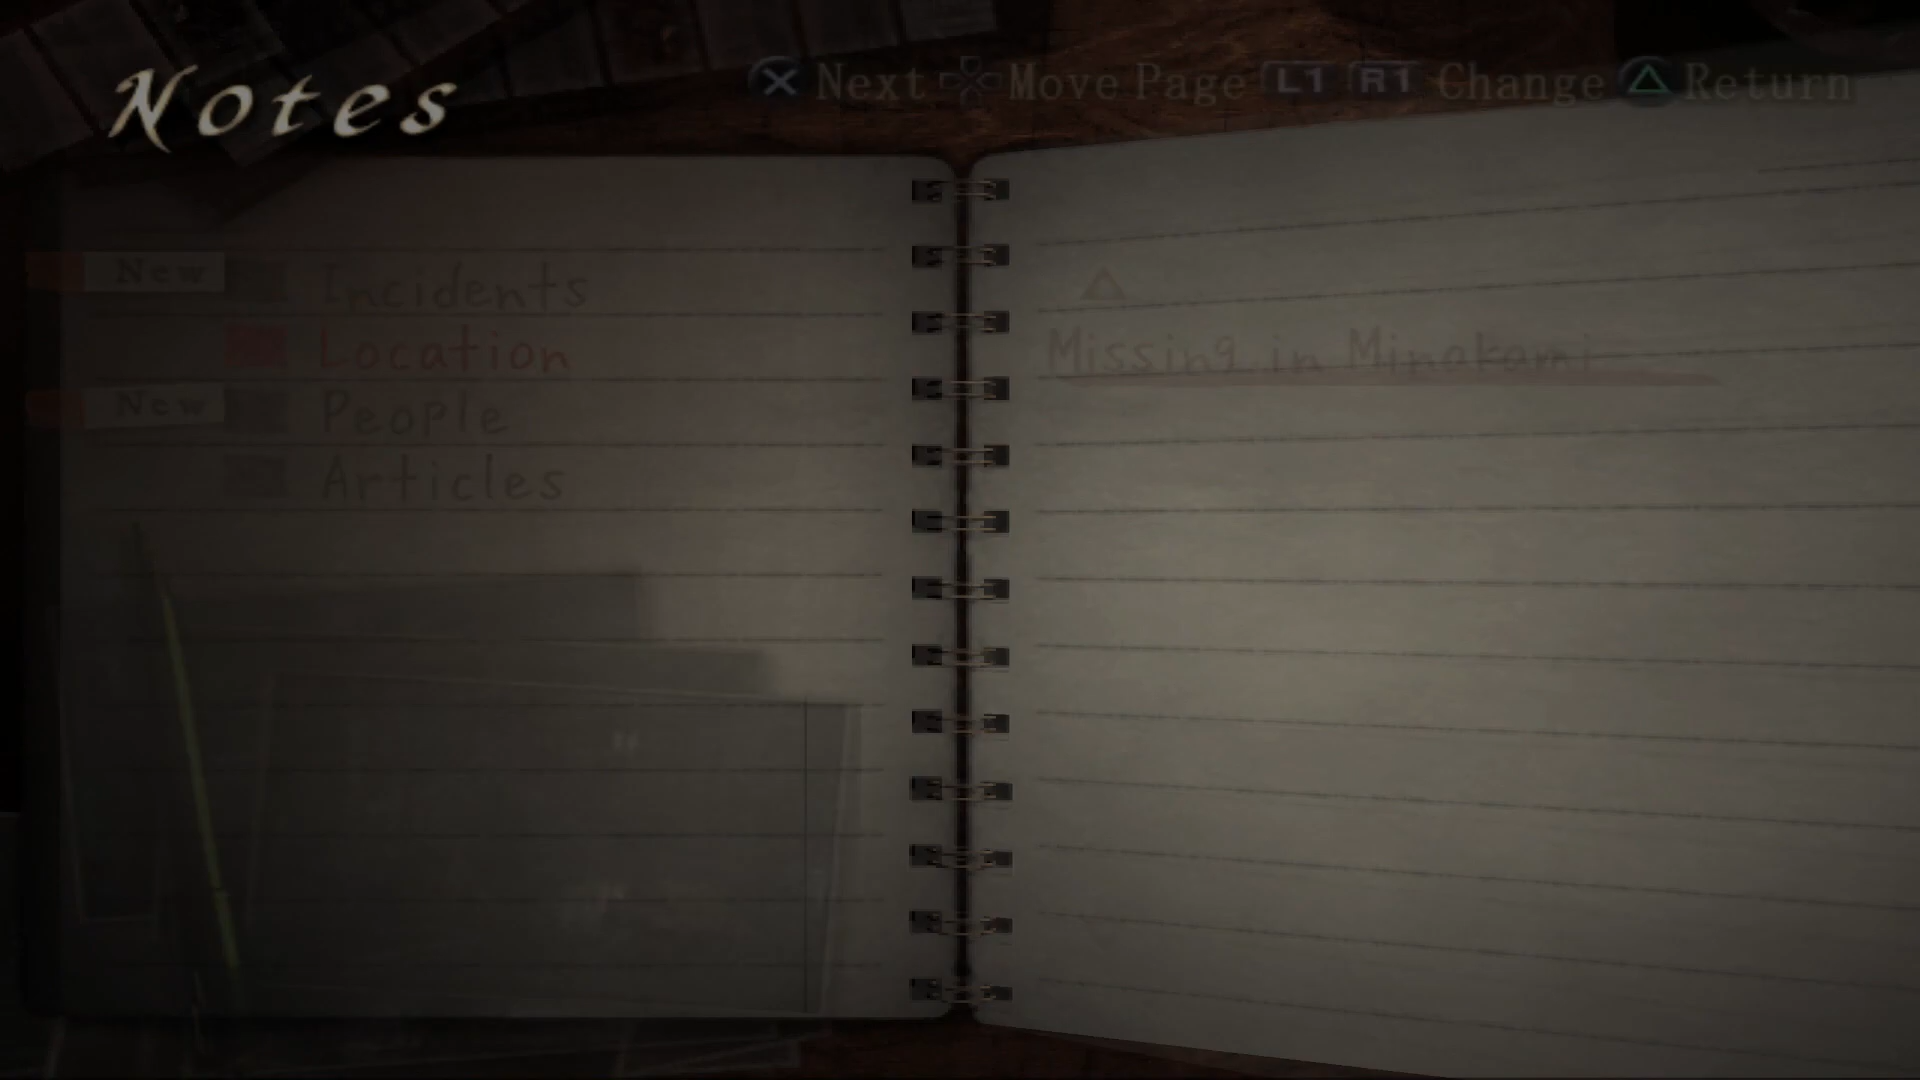 Notes
Next Move Page L1 R1 Change Return
New Incidents
Location
New People
Articles
Missing in Minakami